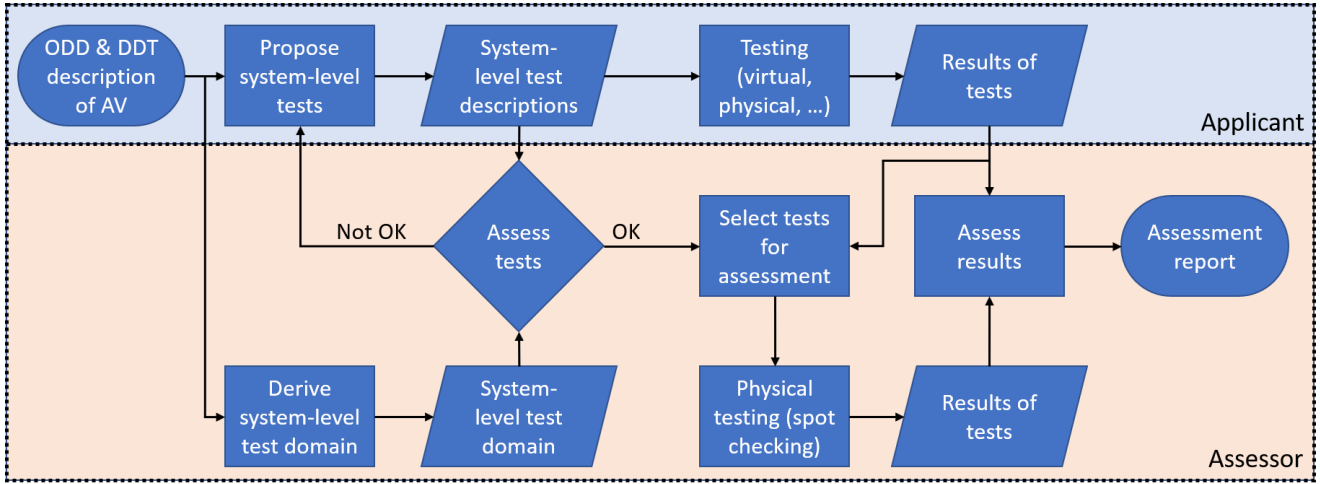 ODD & DDT
description
of AV
Propose
system-level
tests
System-
level test
descriptions
Testing
(virtual,
physical, ...)
Results of
tests
Applicant
Not OK
Assess
tests
OK
Select tests
for
assessment
Assess
results
Assessment
report
Derive
system-level
test domain
System-
level test
domain
Physical
testing (spot
checking)
Results of
tests
Assessor